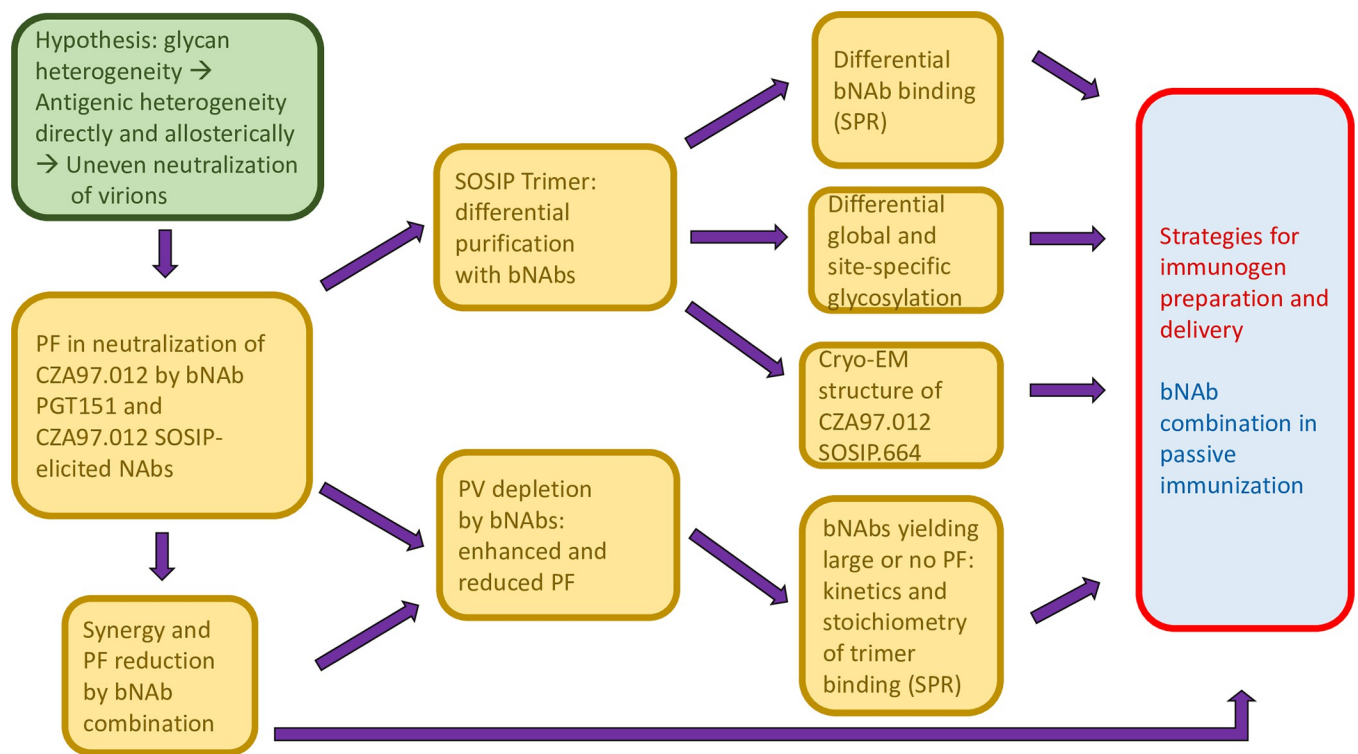 Hypothesis: glycan
heterogeneity →
Antigenic heterogeneity
directly and allosterically
→ Uneven neutralization
of virions
PF in neutralization of
CZA97.012 by bNAb
PGT151 and
CZA97.012 SOSIP-
elicited NAbs
Synergy and
PF reduction
by bNAb
combination
SOSIP Trimer:
differential
purification
with bNAbs
PV depletion
by bNAbs:
enhanced and
reduced PF
Differential
bNAb binding
(SPR)
Differential
global and
site-specific
glycosylation
Cryo-EM
structure of
CZA97.012
SOSIP.664
bNAbs yielding
large or no PF:
kinetics and
stoichiometry
of trimer
binding (SPR)
Strategies for
immunogen
preparation and
delivery
bNAb
combination in
passive
immunization